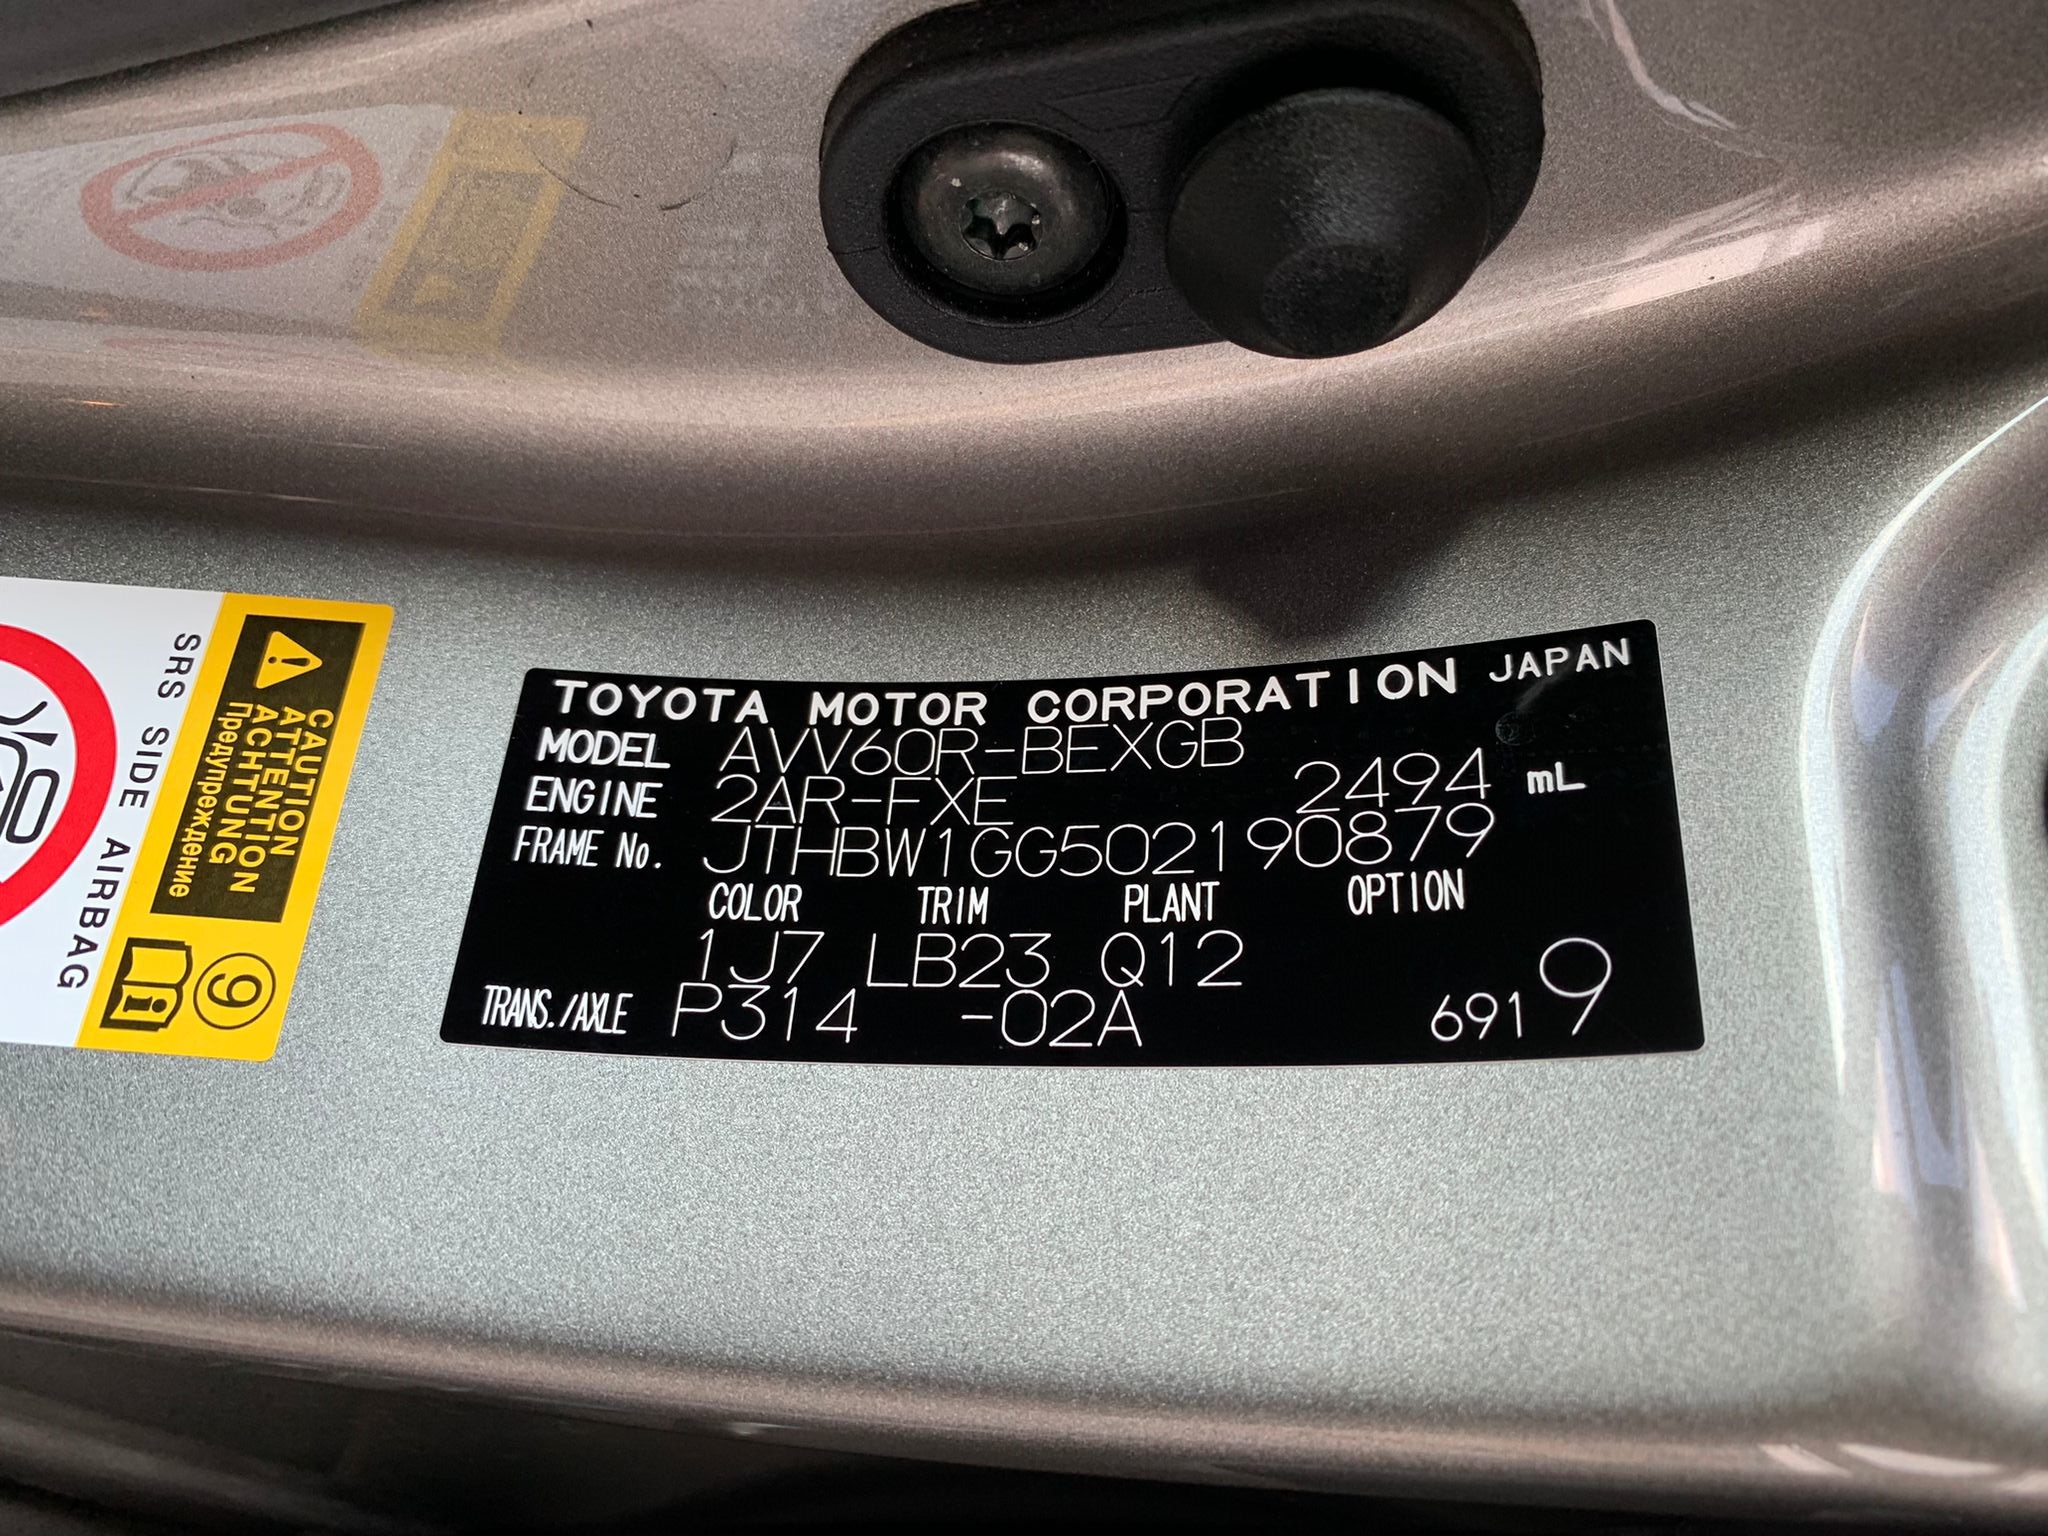 TOYOTA MOTOR CORPORATION JAPAN
MODEL AVV60R-BEXGB
ENGINE 2AR-FXE 2494 mL
FRAME No. JTHBW1GG502190879
COLOR TRIM PLANT OPTION
1J7 LB23 Q12
TRANS./AXLE P314 -02A 6919
CAUTION
ATTENTION
ACHTUNG
Предупреждение
9
SRS SIDE AIRBAG